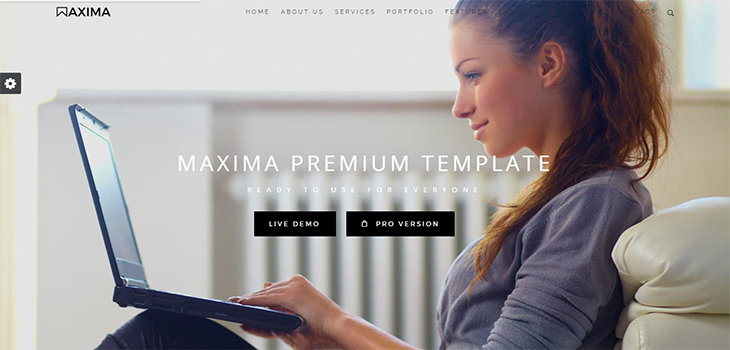 MAXIMA
HOME ABOUT US SERVICES PORTFOLIO FEATURES
MAXIMA PREMIUM TEMPLATE
READY TO USE FOR EVERYONE
LIVE DEMO PRO VERSION